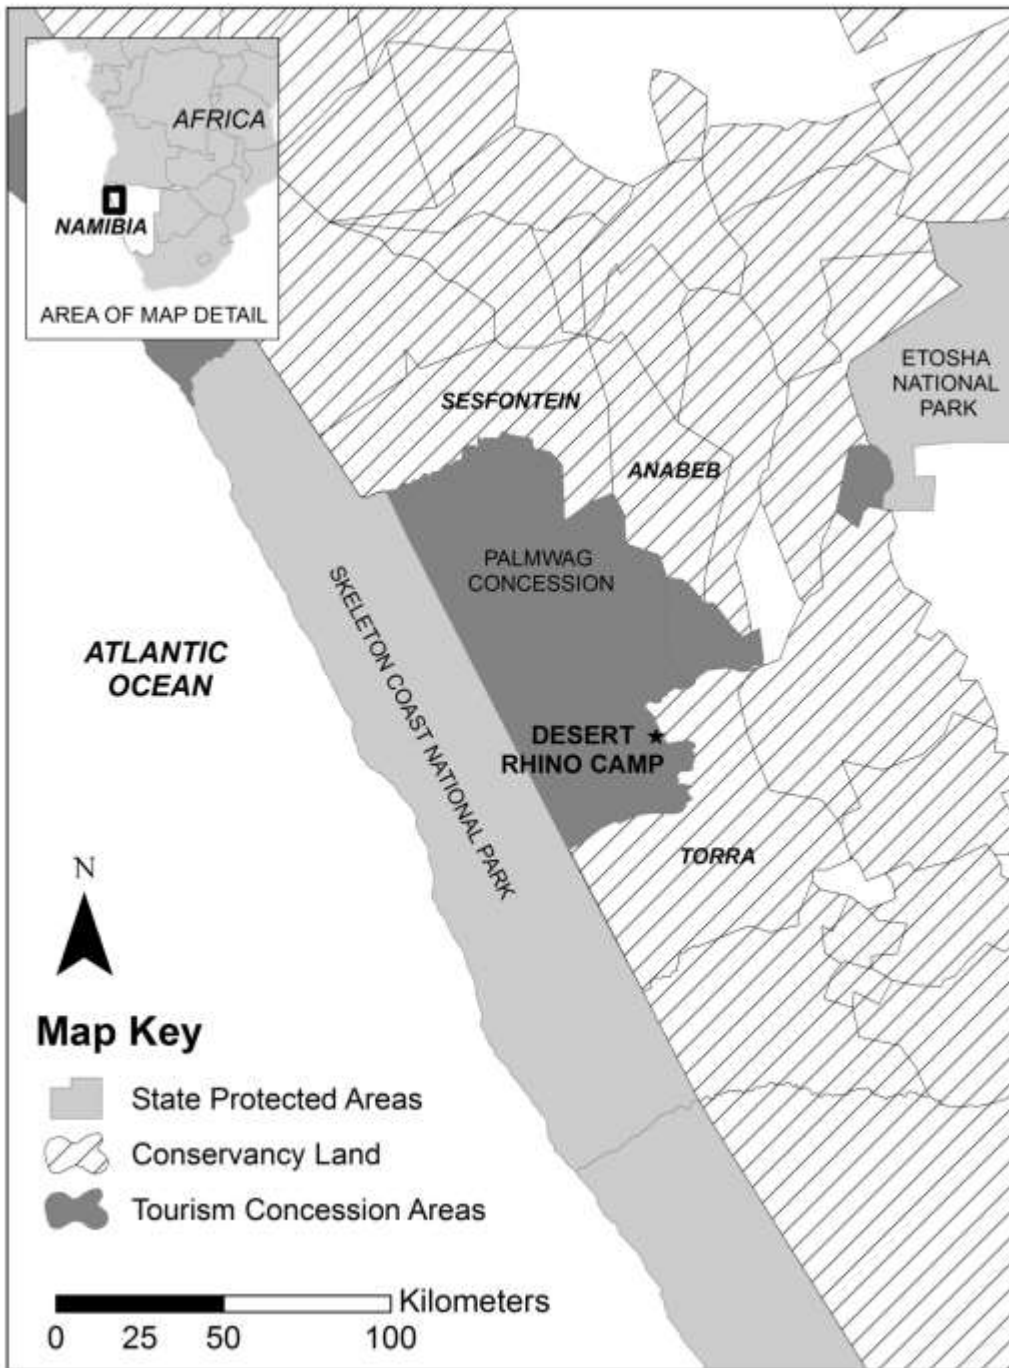 AFRICA
NAMIBIA
AREA OF MAP DETAIL
ETOSHA
NATIONAL
PARK
SESFONTEIN
ANABEB
PALMWAG
CONCESSION
SKELETON COAST NATIONAL PARK
ATLANTIC
OCEAN
DESERT
RHINO CAMP
TORRA
N
Map Key
State Protected Areas
Conservancy Land
Tourism Concession Areas
Kilometers
0 25 50 100